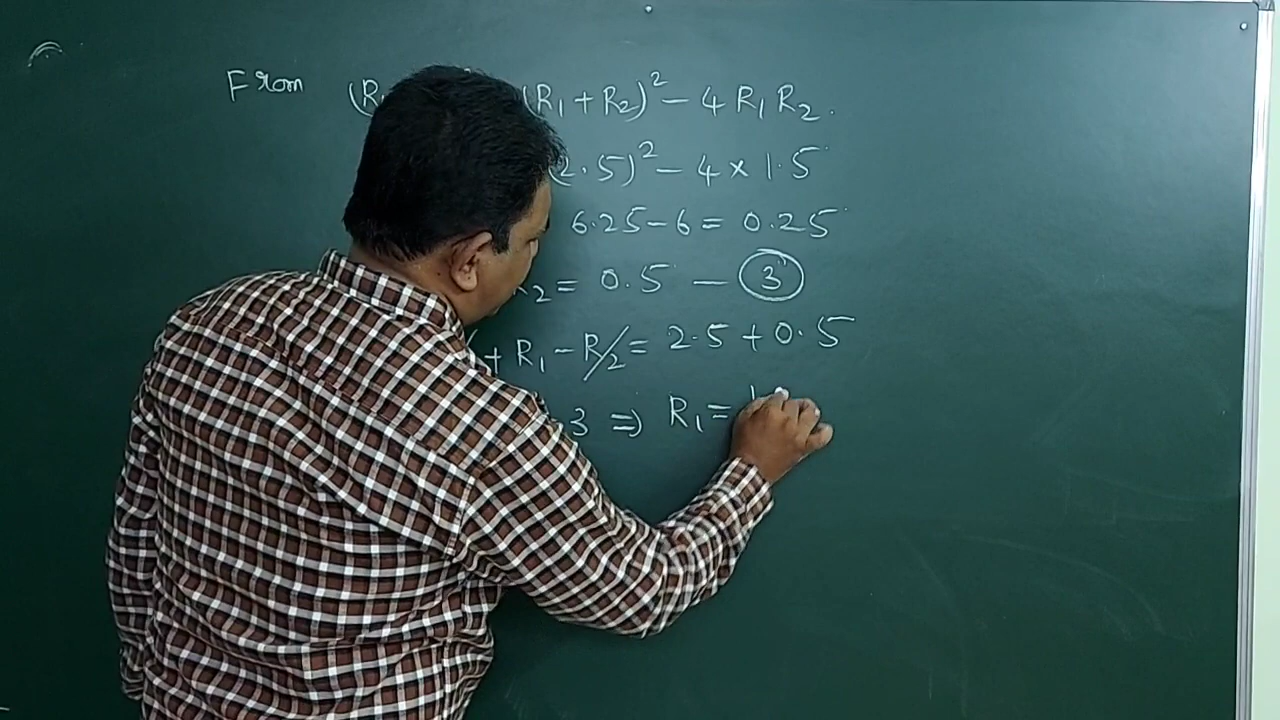 From (R₁ (R₁ + R₂)² - 4 R₁ R₂.
2.5)² - 4 × 1.5
6.25 - 6 = 0.25
₂ = 0.5 — 3
+ R₁ - R₂ = 2.5 + 0.5
3 ⇒ R₁ = 1